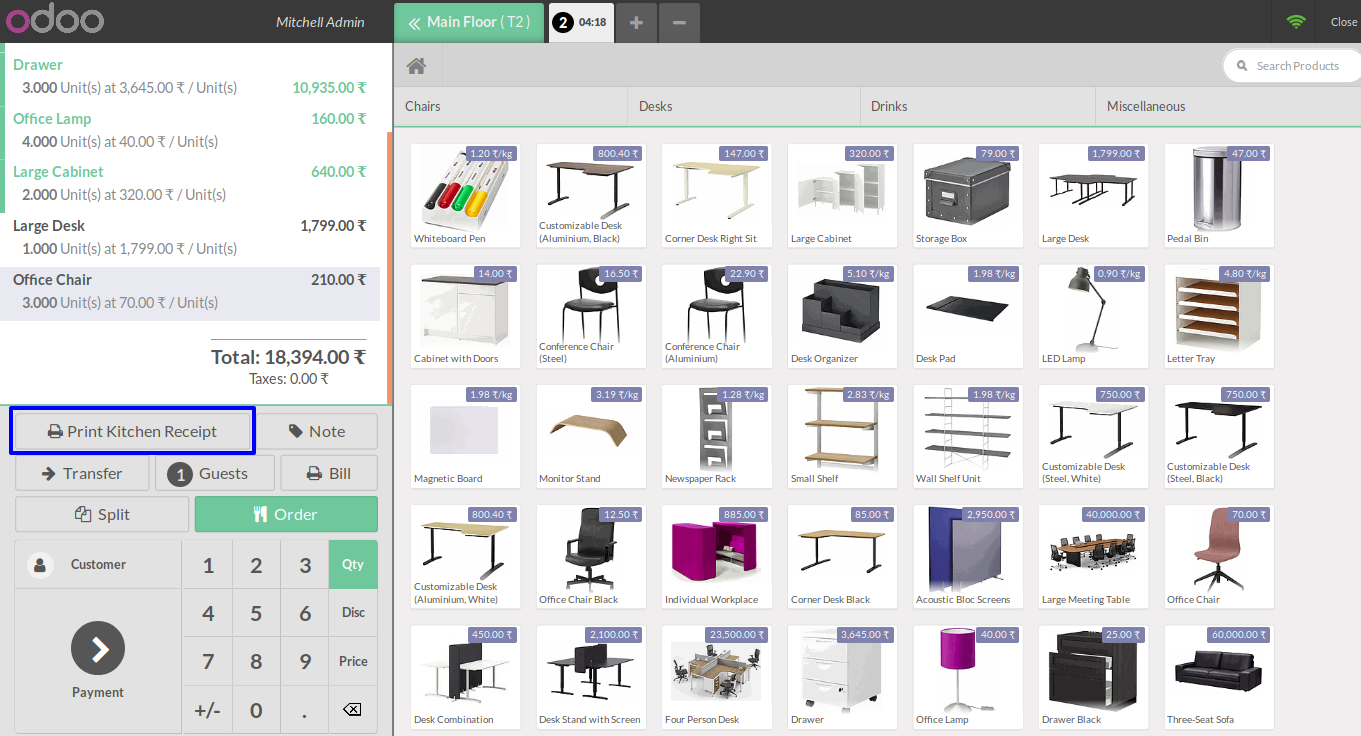 odoo
Mitchell Admin
Main Floor ( T2 )
2 04:18
Close
Drawer
3.000 Unit(s) at 3,645.00 ₹ / Unit(s) 10,935.00 ₹
Office Lamp 160.00 ₹
4.000 Unit(s) at 40.00 ₹ / Unit(s)
Large Cabinet 640.00 ₹
2.000 Unit(s) at 320.00 ₹ / Unit(s)
Large Desk 1,799.00 ₹
1.000 Unit(s) at 1,799.00 ₹ / Unit(s)
Office Chair 210.00 ₹
3.000 Unit(s) at 70.00 ₹ / Unit(s)
Total: 18,394.00 ₹
Taxes: 0.00 ₹
Print Kitchen Receipt
Note
Transfer
1 Guests
Bill
Split
Order
Customer
Payment
1 2 3 Qty
4 5 6 Disc
7 8 9 Price
+/- 0 .
Search Products
Chairs
Desks
Drinks
Miscellaneous
1.20 ₹/kg
Whiteboard Pen
800.40 ₹
Customizable Desk
(Aluminium, Black)
147.00 ₹
Corner Desk Right Sit
320.00 ₹
Large Cabinet
79.00 ₹
Storage Box
1,799.00 ₹
Large Desk
47.00 ₹
Pedal Bin
14.00 ₹
Cabinet with Doors
16.50 ₹
Conference Chair
(Steel)
22.90 ₹
Conference Chair
(Aluminium)
5.10 ₹/kg
Desk Organizer
1.98 ₹/kg
Desk Pad
0.90 ₹/kg
LED Lamp
4.80 ₹/kg
Letter Tray
1.98 ₹/kg
Magnetic Board
3.19 ₹/kg
Monitor Stand
1.28 ₹/kg
Newspaper Rack
2.83 ₹/kg
Small Shelf
1.98 ₹/kg
Wall Shelf Unit
750.00 ₹
Customizable Desk
(Steel, White)
750.00 ₹
Customizable Desk
(Steel, Black)
800.40 ₹
Customizable Desk
(Aluminium, White)
12.50 ₹
Office Chair Black
885.00 ₹
Individual Workplace
85.00 ₹
Corner Desk Black
2,950.00 ₹
Acoustic Bloc Screens
40,000.00 ₹
Large Meeting Table
70.00 ₹
Office Chair
450.00 ₹
Desk Combination
2,100.00 ₹
Desk Stand with Screen
23,500.00 ₹
Four Person Desk
3,645.00 ₹
Drawer
40.00 ₹
Office Lamp
25.00 ₹
Drawer Black
60,000.00 ₹
Three-Seat Sofa